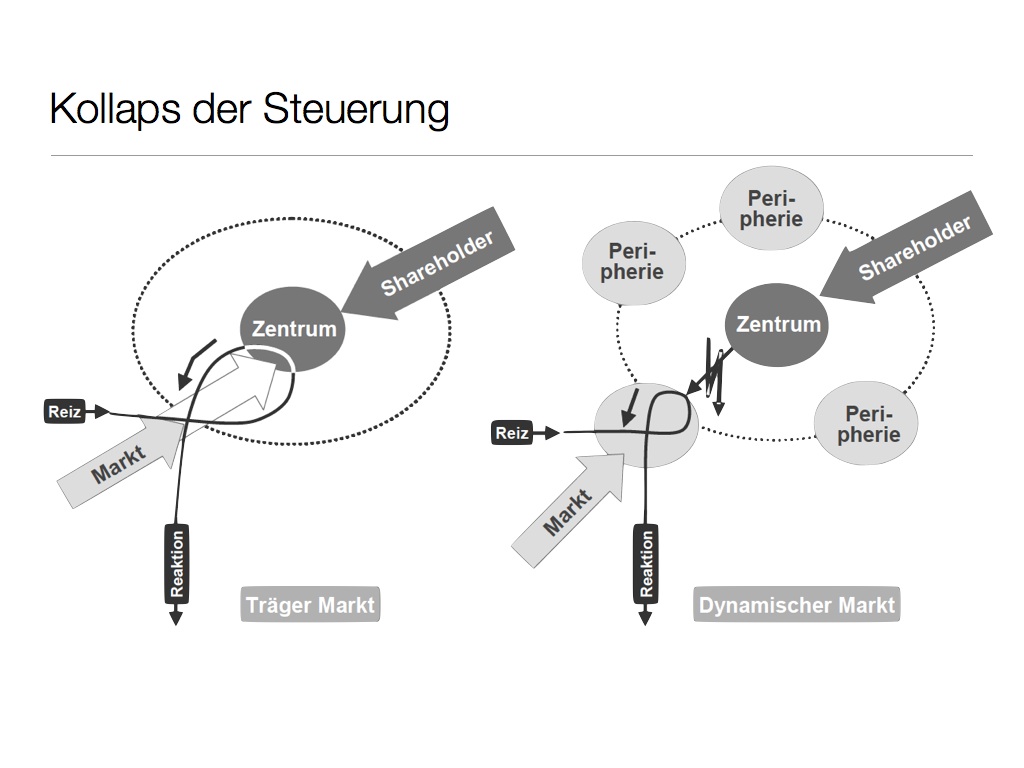 Kollaps der Steuerung
Shareholder
Zentrum
Reiz
Markt
Reaktion
Träger Markt
Peri-
pherie
Peri-
pherie
Shareholder
Zentrum
Peri-
pherie
Reiz
Markt
Reaktion
Dynamischer Markt